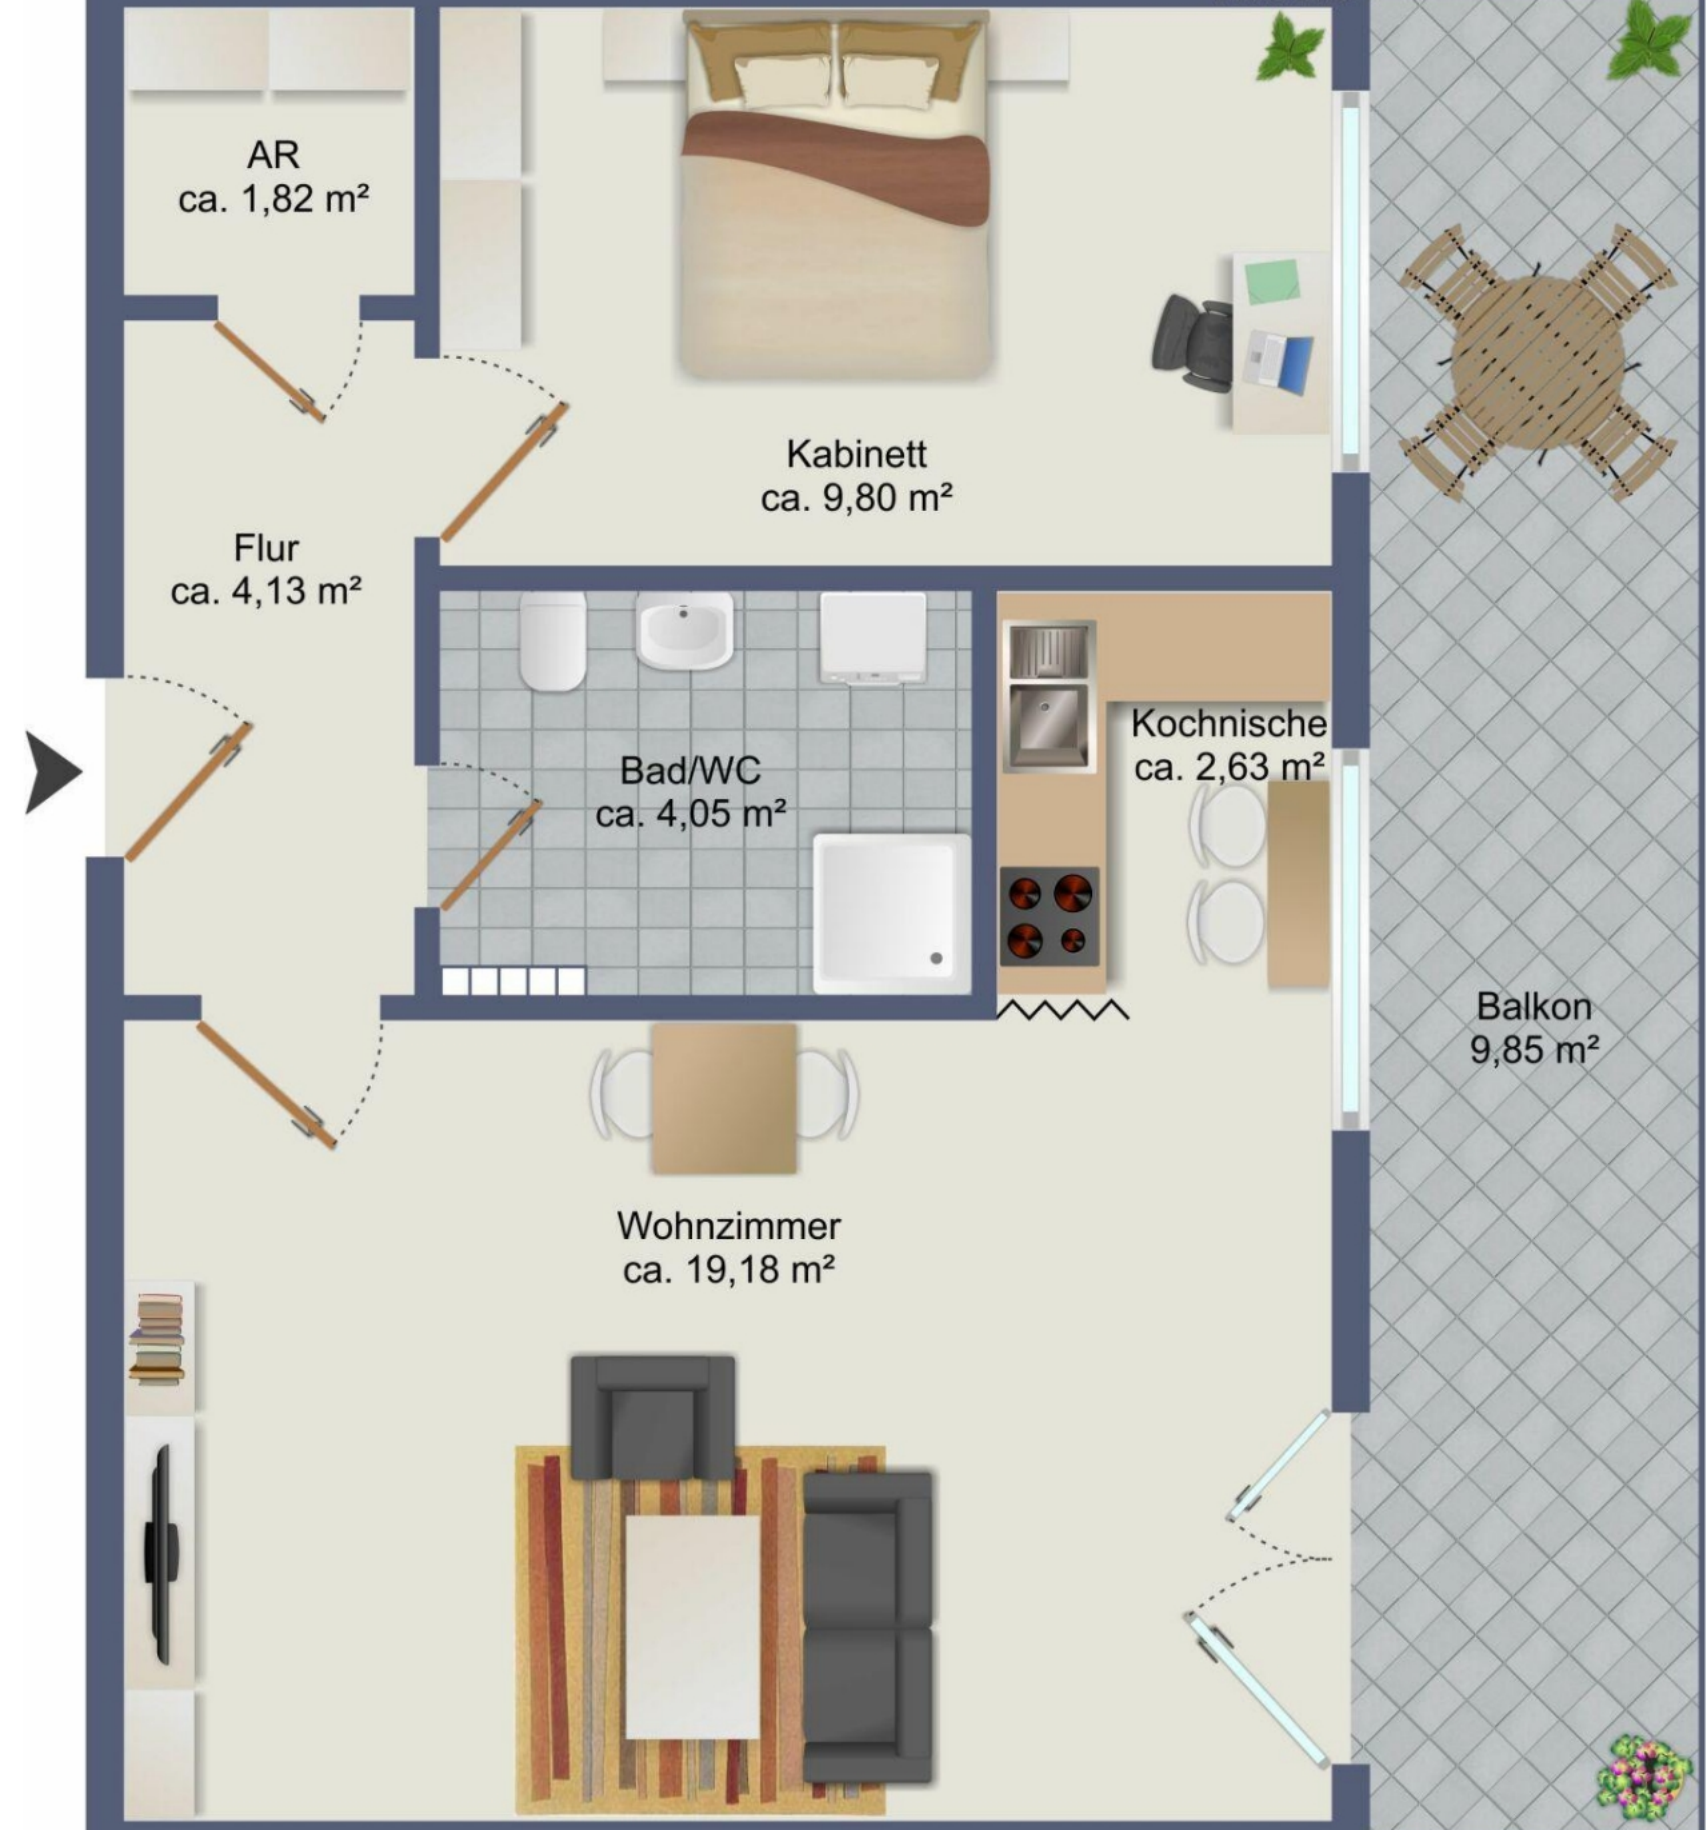 AR
ca. 1,82 m²
Kabinett
ca. 9,80 m²
Flur
ca. 4,13 m²
Bad/WC
ca. 4,05 m²
Kochnische
ca. 2,63 m²
Balkon
9,85 m²
Wohnzimmer
ca. 19,18 m²